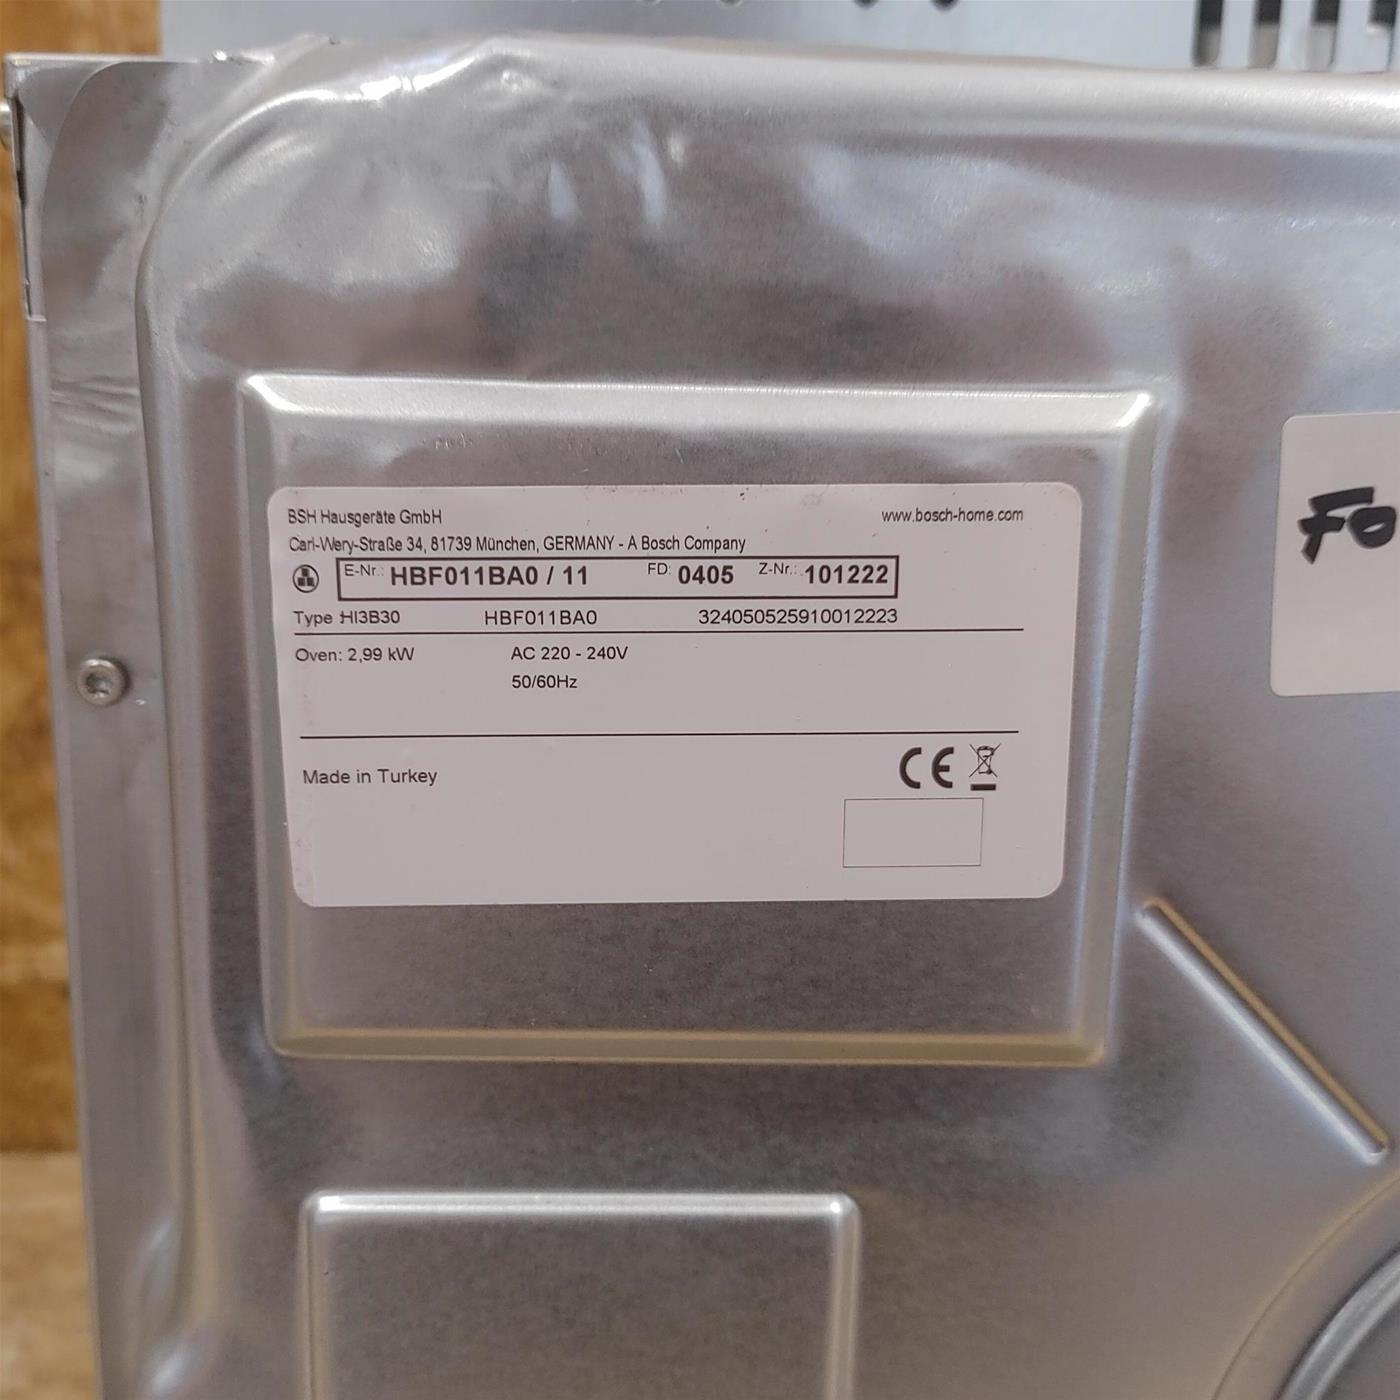 BSH Hausgeräte GmbH www.bosch-home.com
Carl-Wery-Straße 34, 81739 München, GERMANY - A Bosch Company
E-Nr.: HBF011BA0 / 11 FD: 0405 Z-Nr.: 101222
Type HI3B30 HBF011BA0 324050525910012223
Oven: 2,99 kW AC 220 - 240V
50/60Hz
Made in Turkey CE
FO